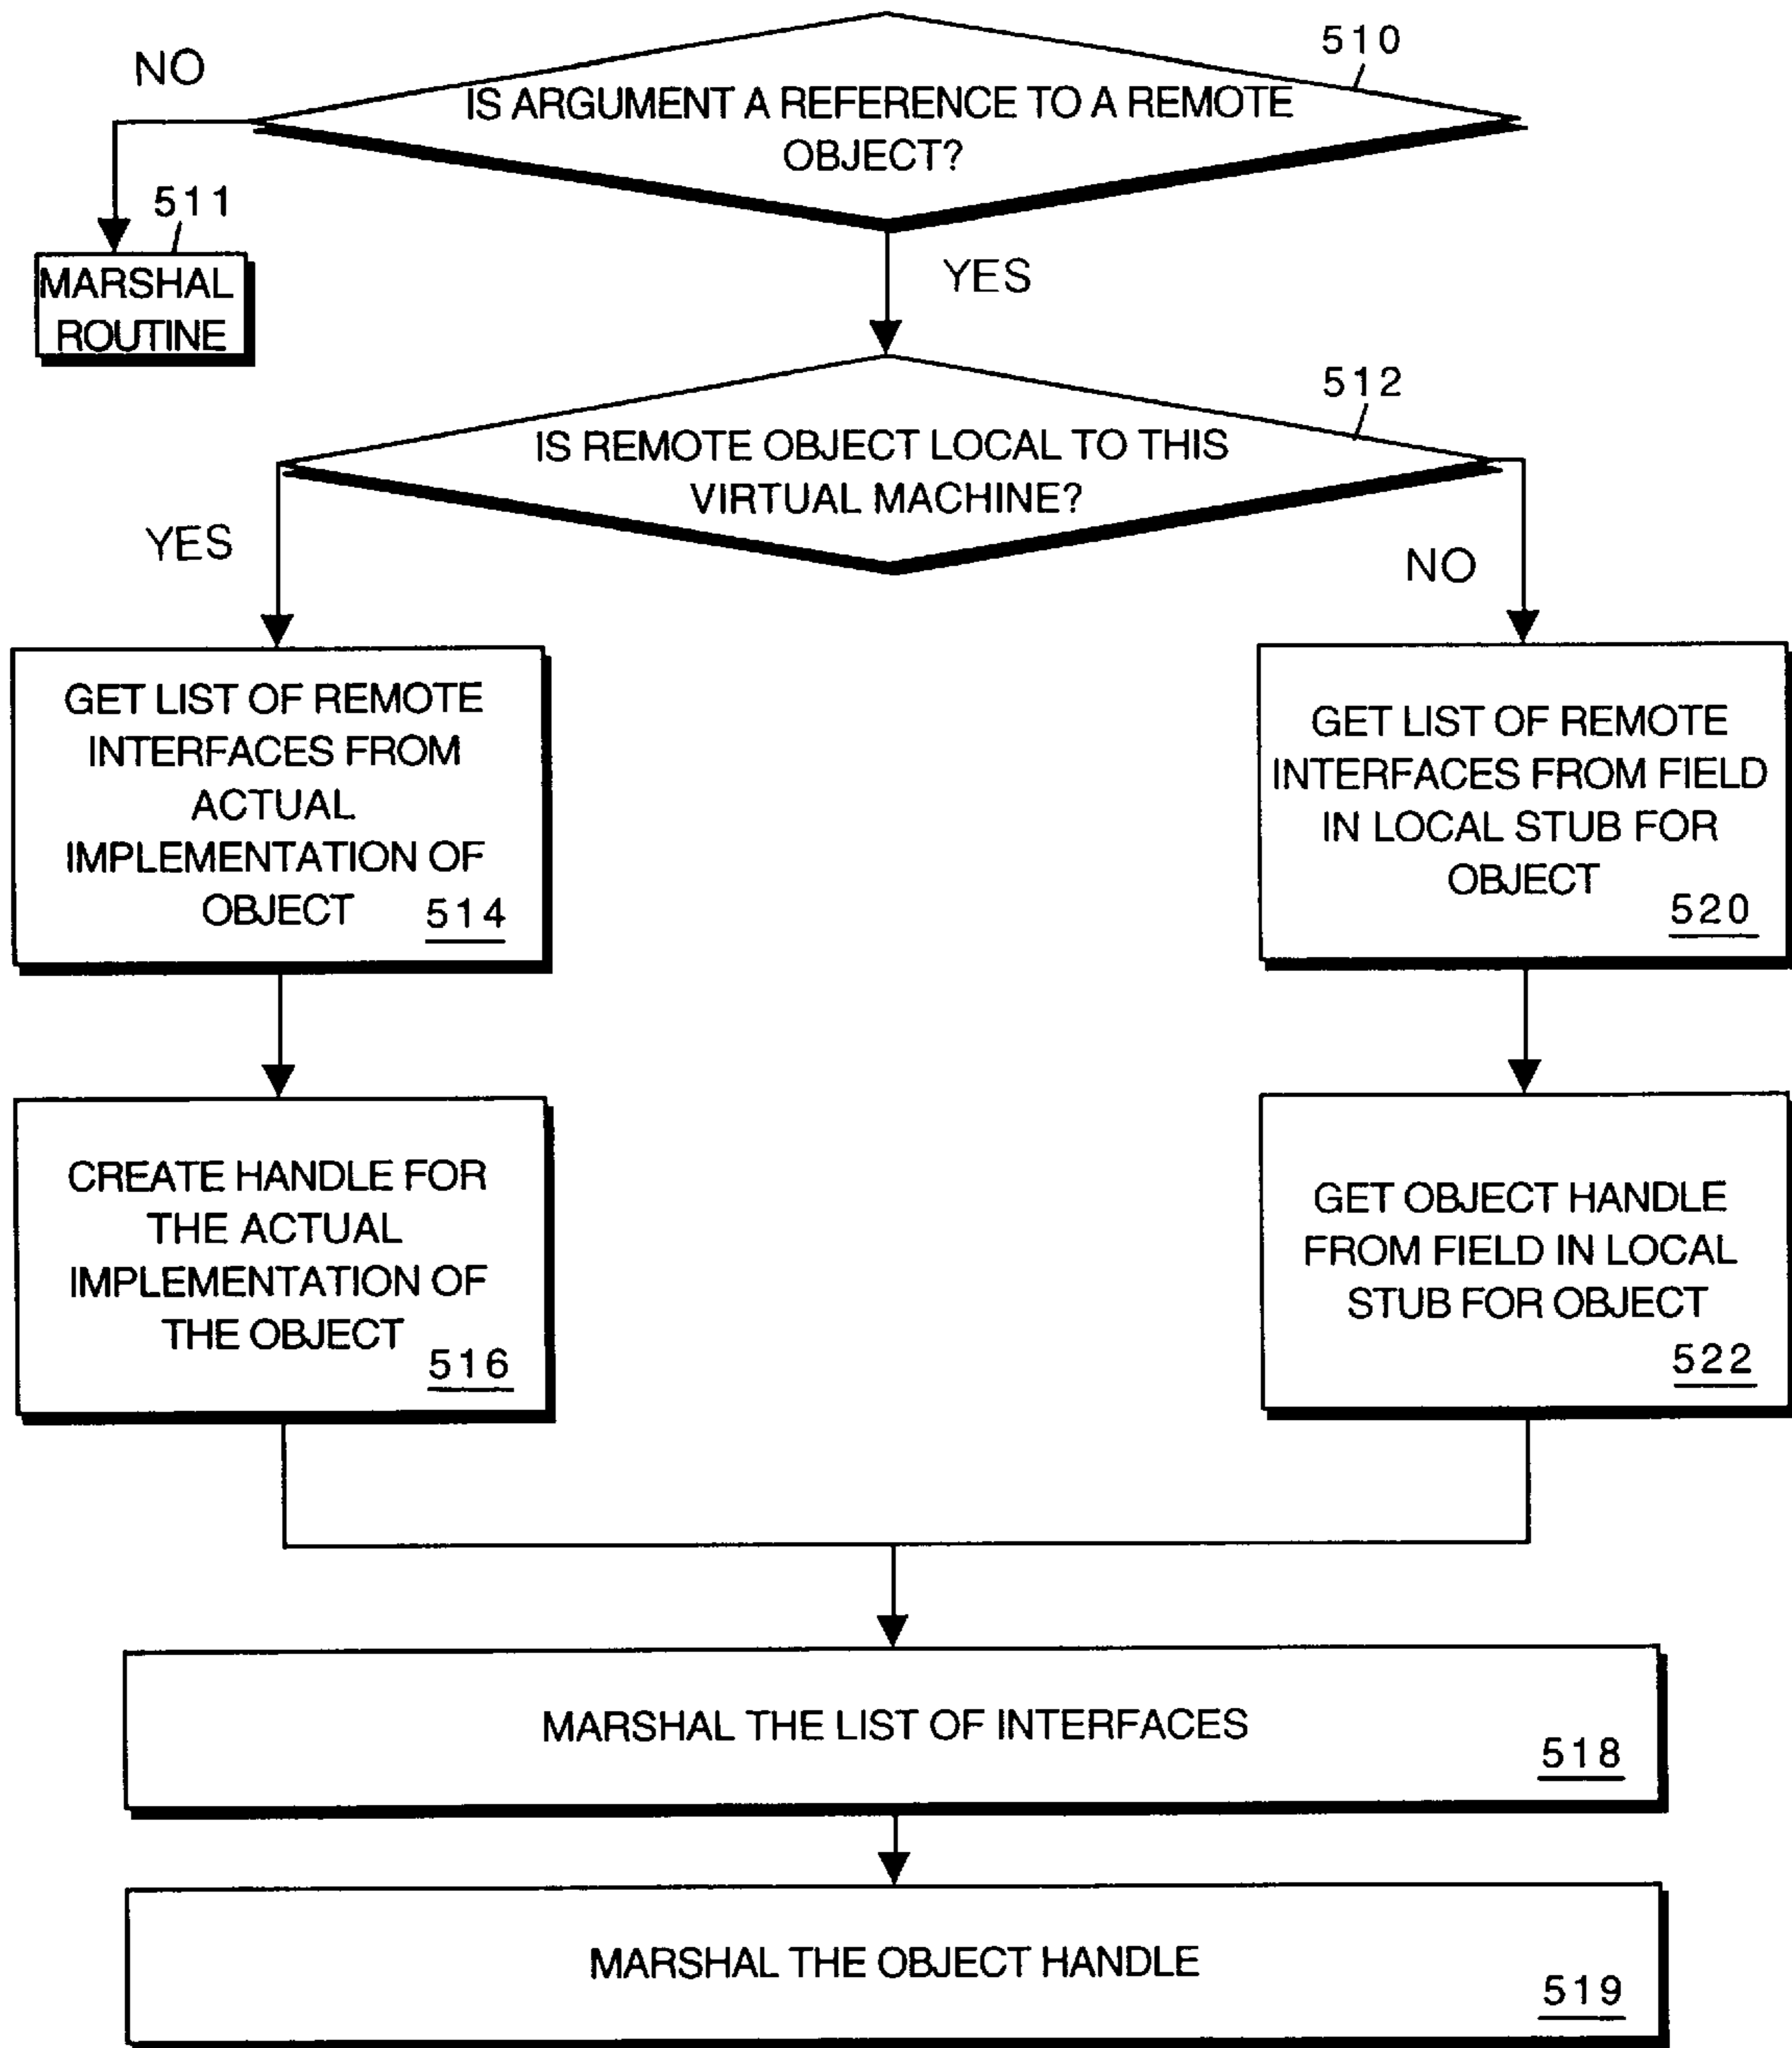 510
NO
IS ARGUMENT A REFERENCE TO A REMOTE
OBJECT?
511
MARSHAL
ROUTINE
YES
512
IS REMOTE OBJECT LOCAL TO THIS
VIRTUAL MACHINE?
YES
NO
GET LIST OF REMOTE
INTERFACES FROM
ACTUAL
IMPLEMENTATION OF
OBJECT
514
GET LIST OF REMOTE
INTERFACES FROM FIELD
IN LOCAL STUB FOR
OBJECT
520
CREATE HANDLE FOR
THE ACTUAL
IMPLEMENTATION OF
THE OBJECT
516
GET OBJECT HANDLE
FROM FIELD IN LOCAL
STUB FOR OBJECT
522
MARSHAL THE LIST OF INTERFACES
518
MARSHAL THE OBJECT HANDLE
519